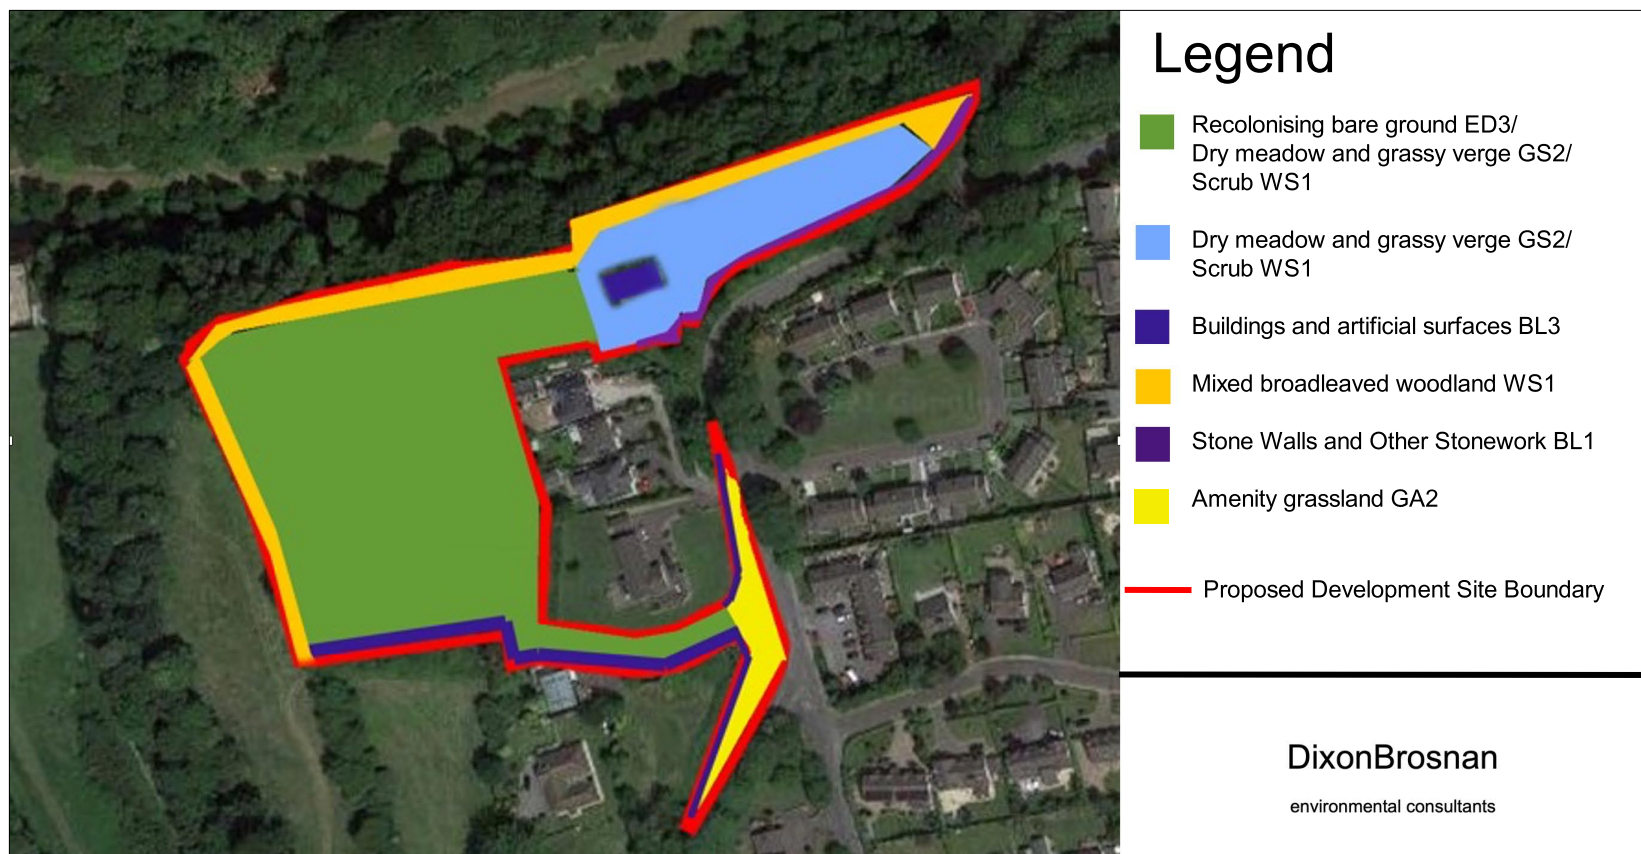 Legend
Recolonising bare ground ED3/
Dry meadow and grassy verge GS2/
Scrub WS1
Dry meadow and grassy verge GS2/
Scrub WS1
Buildings and artificial surfaces BL3
Mixed broadleaved woodland WS1
Stone Walls and Other Stonework BL1
Amenity grassland GA2
Proposed Development Site Boundary
DixonBrosnan
environmental consultants